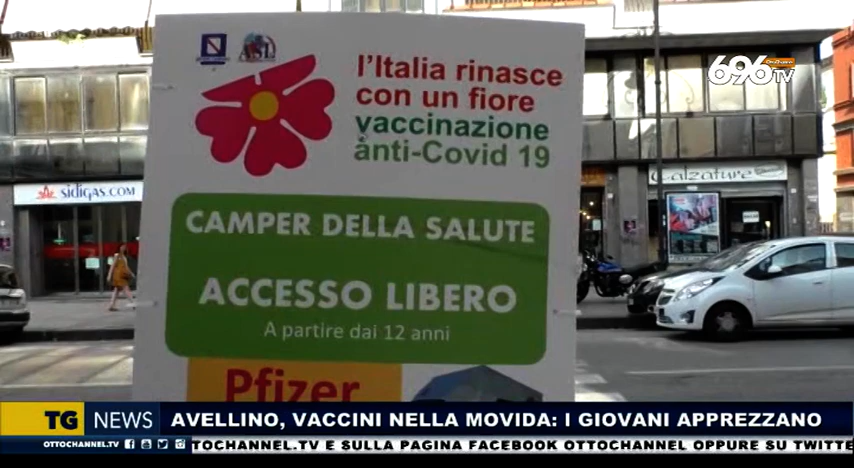 l'Italia rinasce
con un fiore
vaccinazione
anti-Covid 19
ASL
696 TV
OttoChannel
sidigas.com
Calzature
CAMPER DELLA SALUTE
ACCESSO LIBERO
A partire dai 12 anni
Pfizer
TG NEWS
AVELLINO, VACCINI NELLA MOVIDA: I GIOVANI APPREZZANO
OTTOCHANNEL.TV
TOCHANNEL.TV E SULLA PAGINA FACEBOOK OTTOCHANNEL OPPURE SU TWITTE